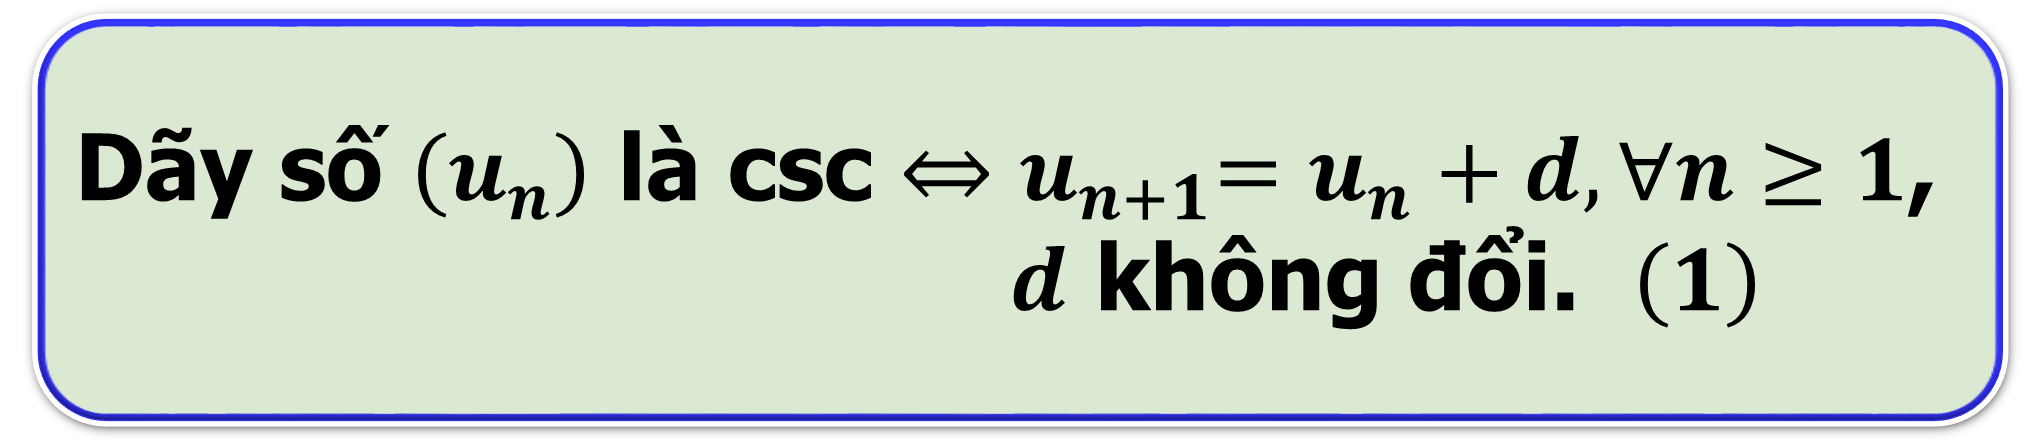 Dãy số (uₙ) là csc ⇔ uₙ₊₁= uₙ + d, ∀n ≥ 1,
d không đổi. (1)